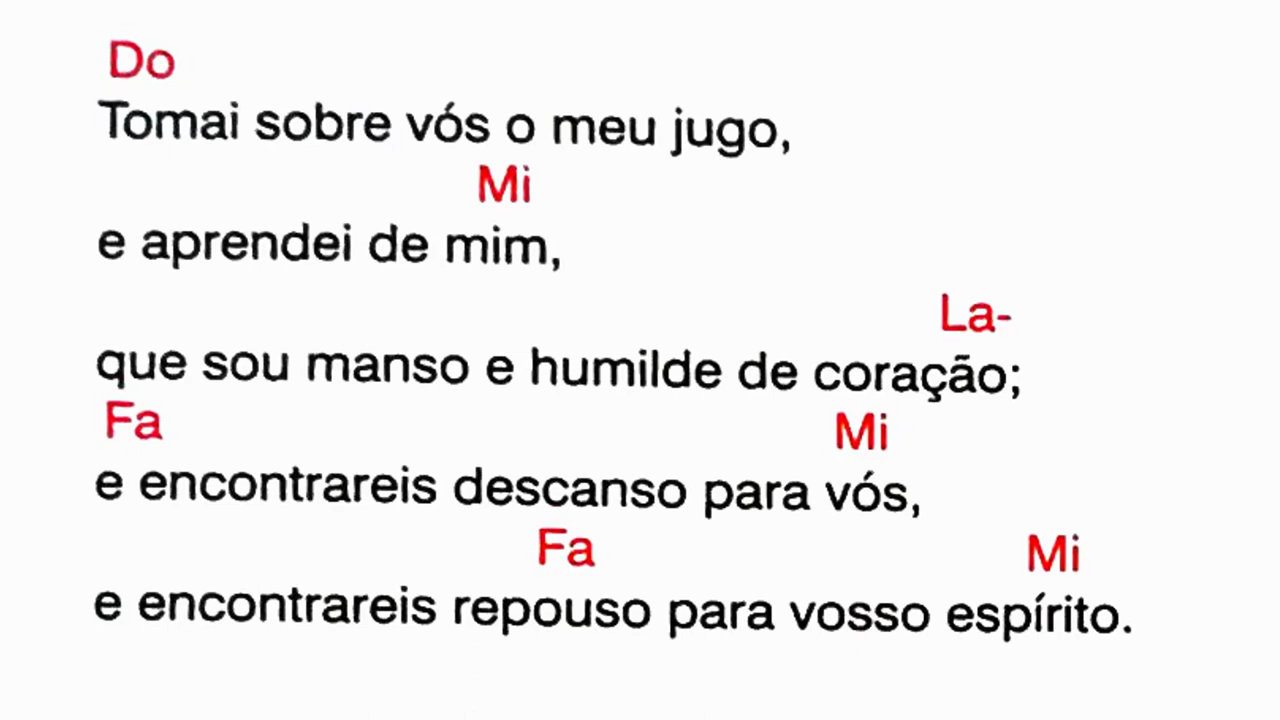 Do
Tomai sobre vós o meu jugo,
Mi
e aprendei de mim,
La-
que sou manso e humilde de coração;
Fa Mi
e encontrareis descanso para vós,
Fa Mi
e encontrareis repouso para vosso espírito.